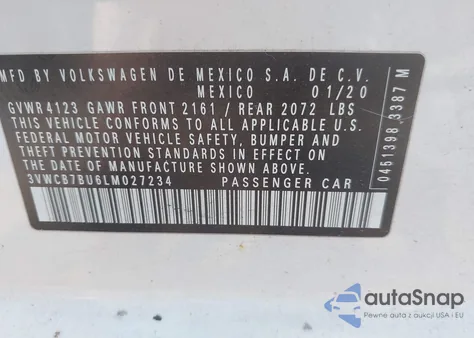 MFD BY VOLKSWAGEN DE MEXICO S.A. DE C.V.
MEXICO 01/20
GVWR 4123 GAWR FRONT 2161 / REAR 2072 LBS
THIS VEHICLE CONFORMS TO ALL APPLICABLE U.S.
FEDERAL MOTOR VEHICLE SAFETY, BUMPER, AND
THEFT PREVENTION STANDARDS IN EFFECT ON THE
DATE OF MANUFACTURE SHOWN ABOVE.
3VWCB7BU6LM027234 PASSENGER CAR
0461398 3387 M
autoSnap
Pewne auta z aukcji USA i EU